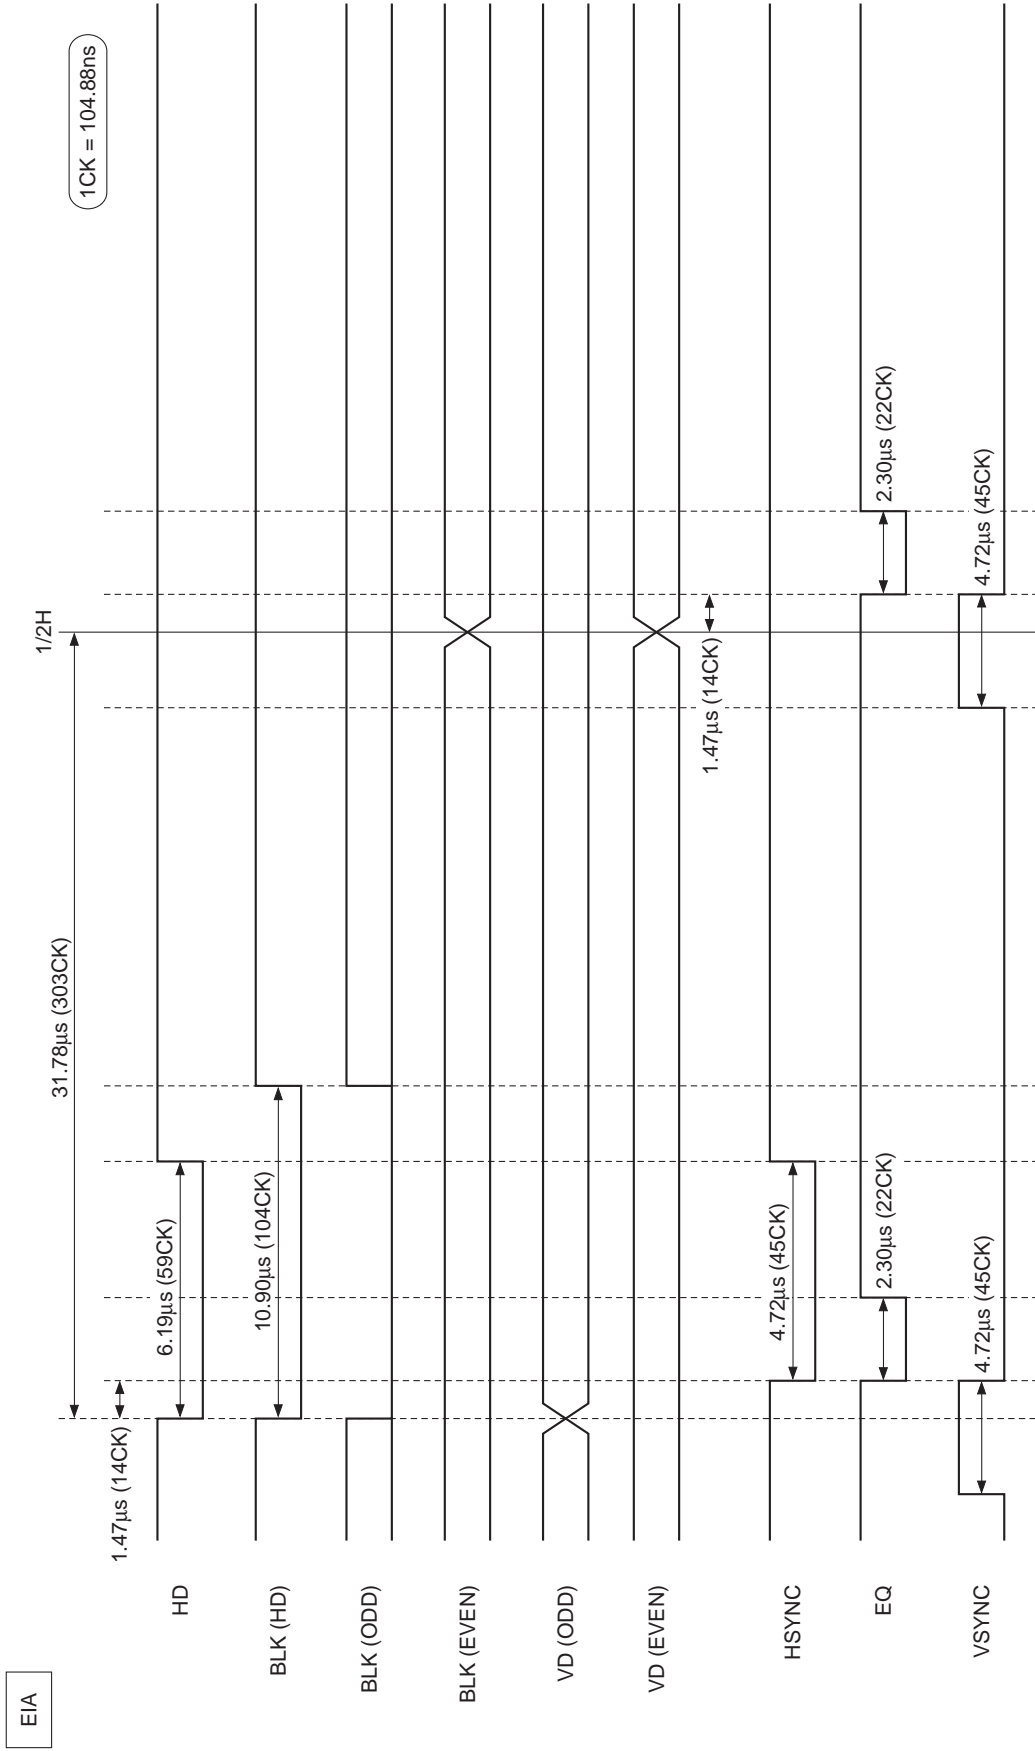 EIA
1CK = 104.88ns
1/2H
31.78µs (303CK)
1.47µs (14CK)
HD
6.19µs (59CK)
BLK (HD)
10.90µs (104CK)
BLK (ODD)
BLK (EVEN)
VD (ODD)
VD (EVEN)
1.47µs (14CK)
HSYNC
4.72µs (45CK)
EQ
2.30µs (22CK)
2.30µs (22CK)
VSYNC
4.72µs (45CK)
4.72µs (45CK)